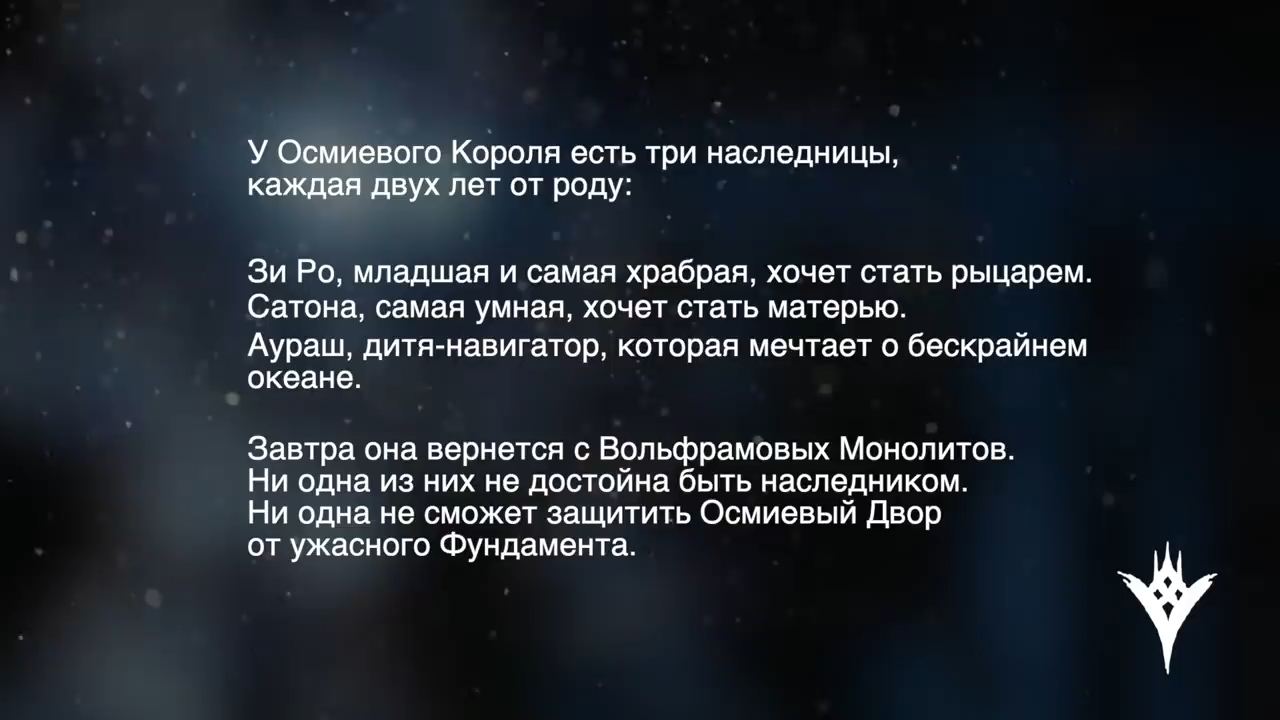 У Осмиевого Короля есть три наследницы,
каждая двух лет от роду:
Зи Ро, младшая и самая храбрая, хочет стать рыцарем.
Сатона, самая умная, хочет стать матерью.
Аураш, дитя-навигатор, которая мечтает о бескрайнем
океане.
Завтра она вернется с Вольфрамовых Монолитов.
Ни одна из них не достойна быть наследником.
Ни одна не сможет защитить Осмиевый Двор
от ужасного Фундамента.